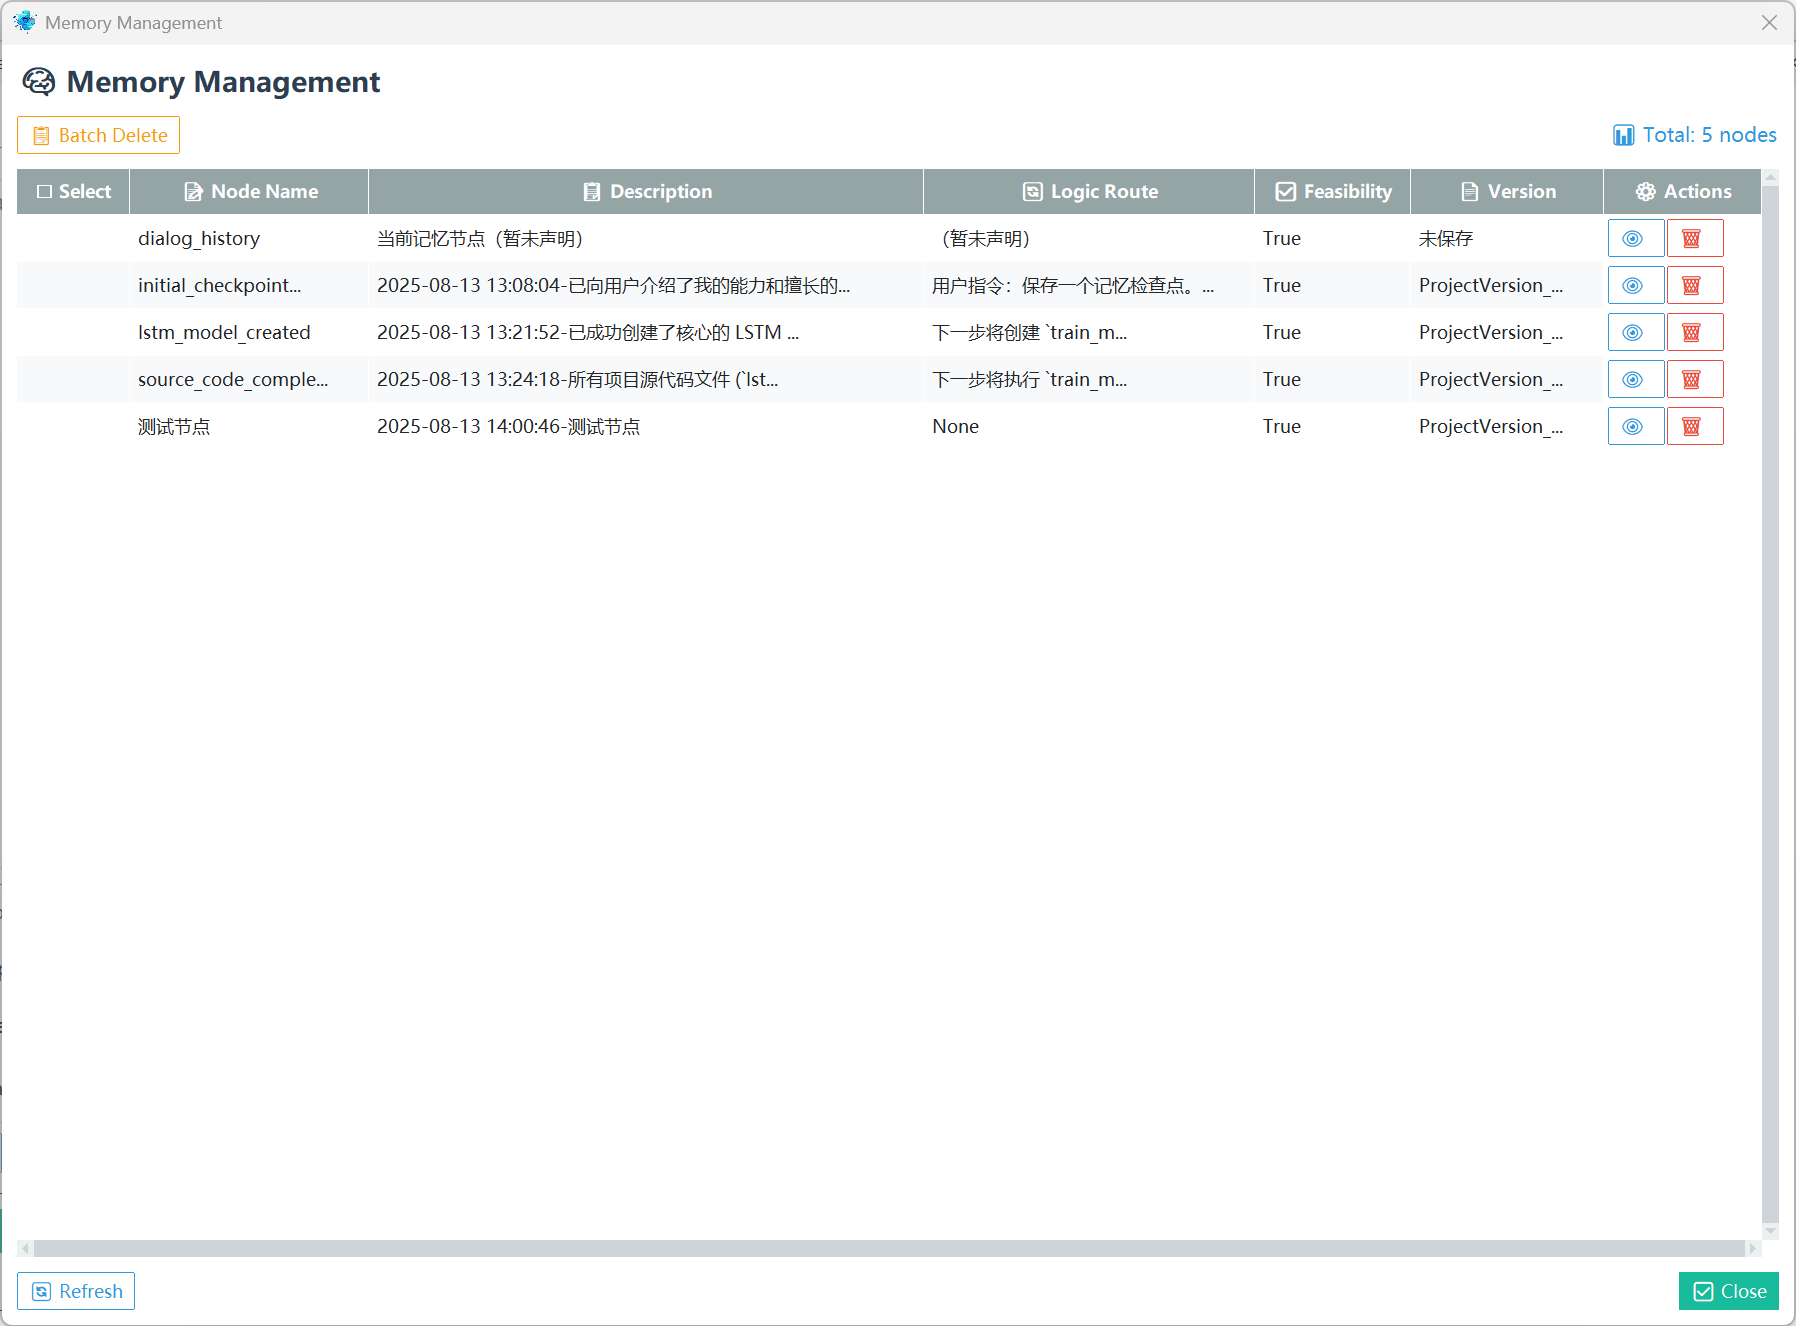 Memory Management
Memory Management
Batch Delete
Total: 5 nodes
Select Node Name Description Logic Route Feasibility Version Actions
dialog_history 当前记忆节点（暂未声明） （暂未声明） True 未保存
initial_checkpoint... 2025-08-13 13:08:04-已向用户介绍了我的能力和擅长的... 用户指令：保存一个记忆检查点。... True ProjectVersion_...
lstm_model_created 2025-08-13 13:21:52-已成功创建了核心的 LSTM ... 下一步将创建 `train_m... True ProjectVersion_...
source_code_comple... 2025-08-13 13:24:18-所有项目源代码文件 (`lst... 下一步将执行 `train_m... True ProjectVersion_...
测试节点 2025-08-13 14:00:46-测试节点 None True ProjectVersion_...
Refresh
Close